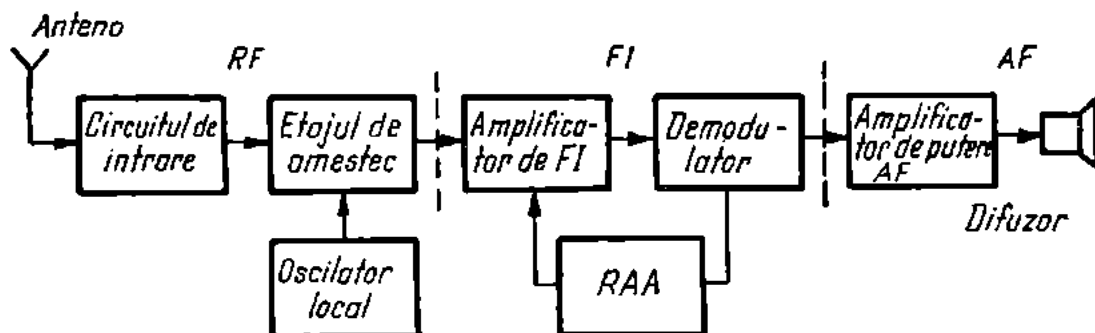 Anteno
RF
FI
AF
Circuitul de
intrare
Etajul de
amestec
Amplifica-
tor de FI
Demodu-
lator
Amplifica-
tor de putere
AF
Difuzor
Oscilator
local
RAA